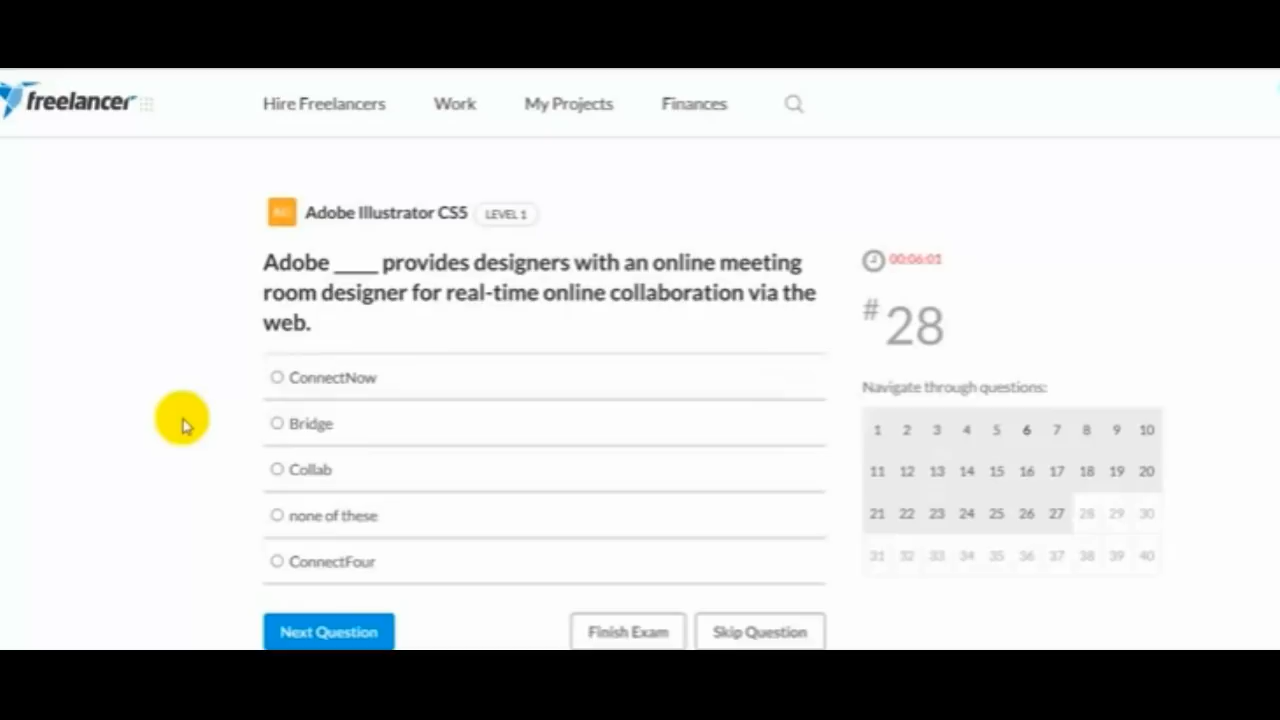 freelancer
Hire Freelancers
Work
My Projects
Finances
Adobe Illustrator CS5 LEVEL 1
Adobe ____ provides designers with an online meeting
room designer for real-time online collaboration via the
web.
ConnectNow
Bridge
Collab
none of these
ConnectFour
Next Question
Finish Exam
Skip Question
00:06:01
#28
Navigate through questions:
1 2 3 4 5 6 7 8 9 10
11 12 13 14 15 16 17 18 19 20
21 22 23 24 25 26 27 28 29 30
31 32 33 34 35 36 37 38 39 40